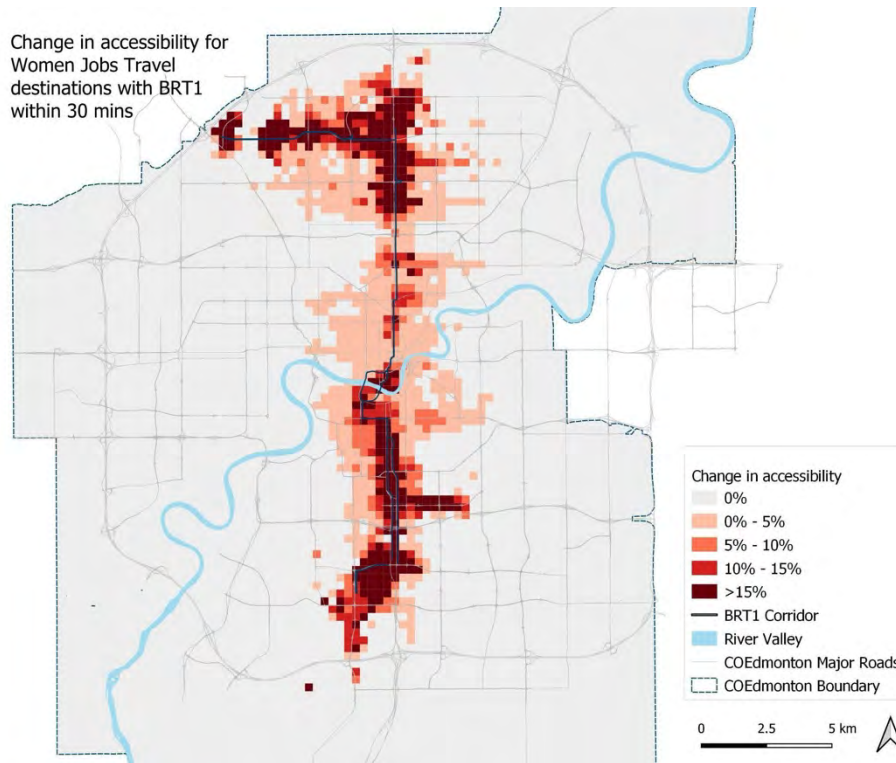 Change in accessibility for
Women Jobs Travel
destinations with BRT1
within 30 mins
Change in accessibility
0%
0% - 5%
5% - 10%
10% - 15%
>15%
BRT1 Corridor
River Valley
COEdmonton Major Roads
COEdmonton Boundary
0 2.5 5 km